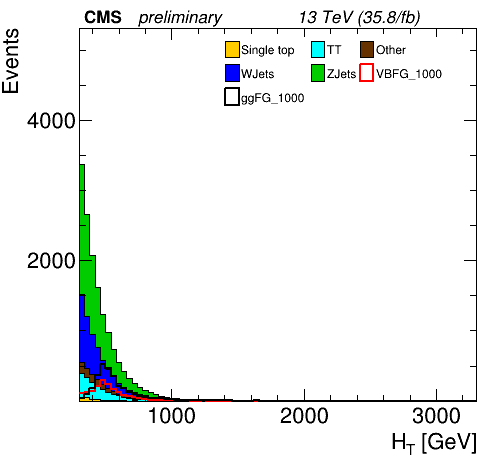 CMS preliminary 13 TeV (35.8/fb)
Events
Single top TT Other
WJets ZJets VBFG_1000
ggFG_1000
4000
2000
1000 2000 3000
H_T [GeV]